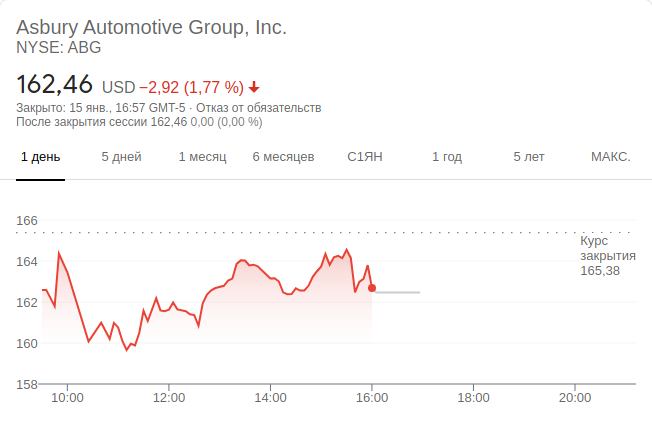 Asbury Automotive Group, Inc.
NYSE: ABG
162,46 USD −2,92 (1,77 %)
Закрыто: 15 янв., 16:57 GMT-5 · Отказ от обязательств
После закрытия сессии 162,46 0,00 (0,00 %)
1 день 5 дней 1 месяц 6 месяцев С1ЯН 1 год 5 лет МАКС.
166
Курс
закрытия
165,38
164
162
160
158
10:00 12:00 14:00 16:00 18:00 20:00